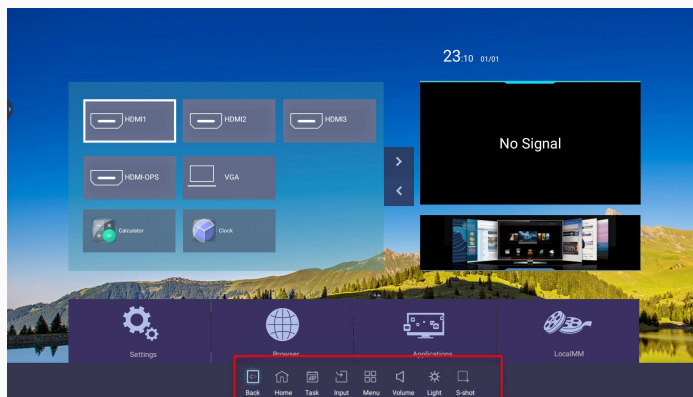 23:10 01/01
HDMI1
HDMI2
HDMI3
No Signal
HDMI-OPS
VGA
Calculator
Clock
Settings
Browser
Applications
LocalMM
Back
Home
Task
Input
Menu
Volume
Light
S-shot